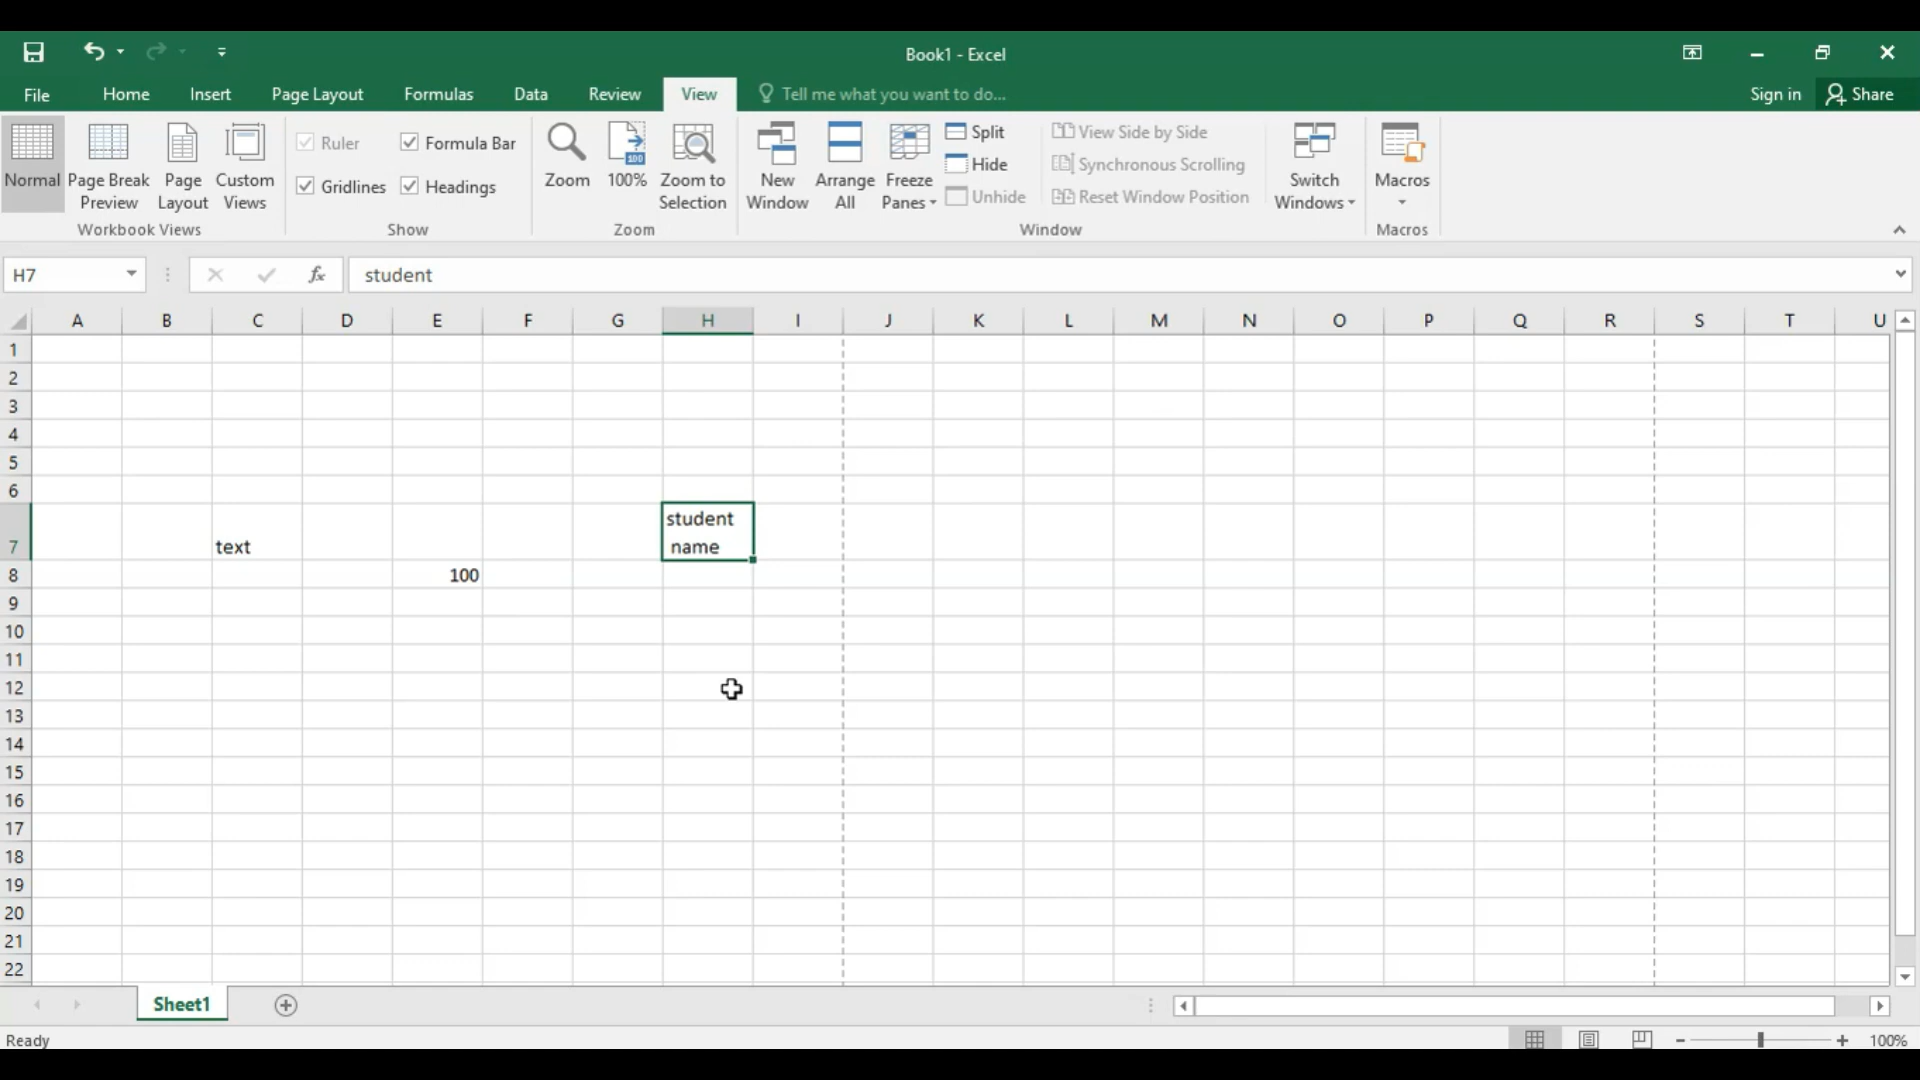 Book1 - Excel
File Home Insert Page Layout Formulas Data Review View Tell me what you want to do... Sign in Share
Normal Page Break Preview Page Layout Custom Views
Workbook Views
Ruler Formula Bar
Gridlines Headings
Show
Zoom 100% Zoom to Selection
Zoom
New Window Arrange All Freeze Panes
Split
Hide
Unhide
View Side by Side
Synchronous Scrolling
Reset Window Position
Switch Windows
Window
Macros
Macros
H7 fx student
A B C D E F G H I J K L M N O P Q R S T U
1
2
3
4
5
6
student
7 text name
8 100
9
10
11
12
13
14
15
16
17
18
19
20
21
22
Sheet1
Ready 100%